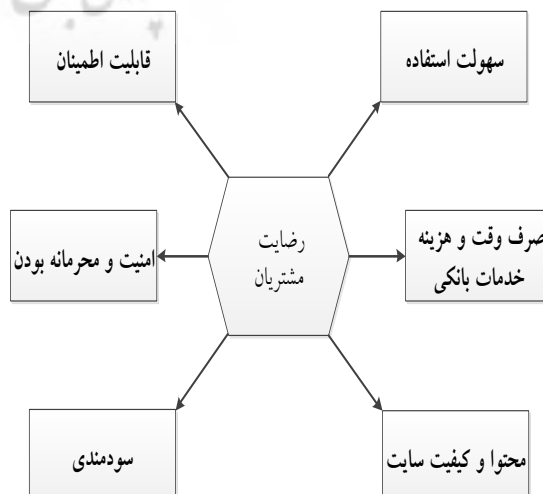 سهولت استفاده
قابلیت اطمینان
صرف وقت و هزینه
خدمات بانکی
رضایت
مشتریان
امنیت و محرمانه بودن
محتوا و کیفیت سایت
سودمندی